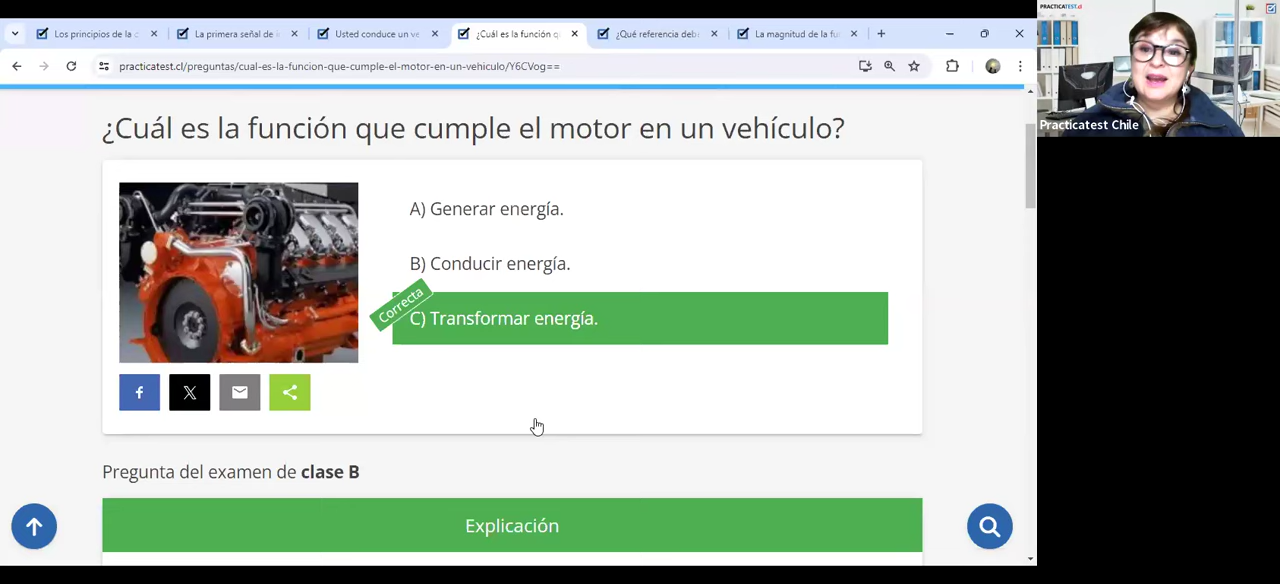 Los principios de la c
La primera señal de i
Usted conduce un ve
¿Cuál es la función q
¿Qué referencia deb
La magnitud de la fu
practicatest.cl/preguntas/cual-es-la-funcion-que-cumple-el-motor-en-un-vehiculo/Y6CVog==
PRACTICATEST.cl
Practicatest Chile
¿Cuál es la función que cumple el motor en un vehículo?
A) Generar energía.
B) Conducir energía.
Correcta
C) Transformar energía.
Pregunta del examen de clase B
Explicación